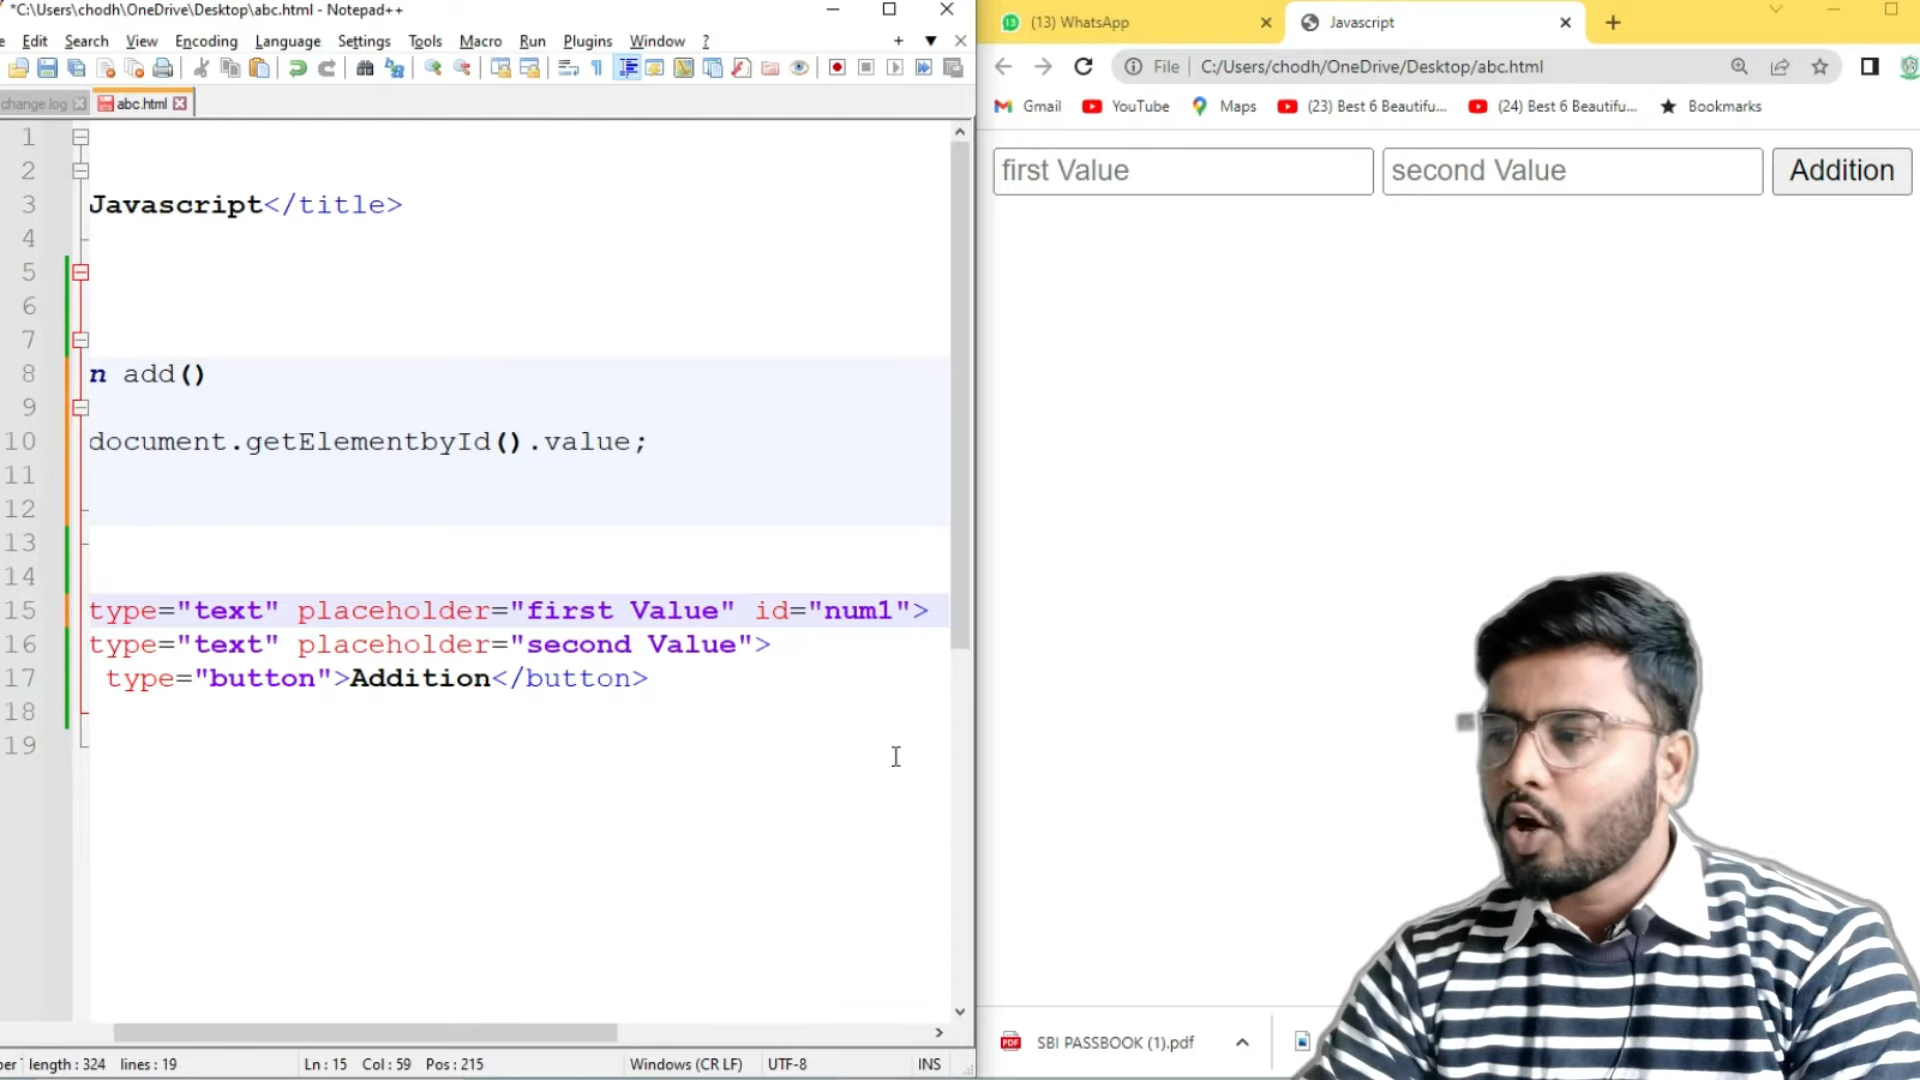 *C:\Users\chodh\OneDrive\Desktop\abc.html - Notepad++
Edit Search View Encoding Language Settings Tools Macro Run Plugins Window ?
change.log abc.html
1
2
3 Javascript</title>
4
5
6
7
8 n add()
9
10 document.getElementbyId().value;
11
12
13
14
15 type="text" placeholder="first Value" id="num1">
16 type="text" placeholder="second Value">
17 type="button">Addition</button>
18
19
length : 324 lines : 19 Ln : 15 Col : 59 Pos : 215 Windows (CR LF) UTF-8 INS
(13) WhatsApp Javascript
File C:/Users/chodh/OneDrive/Desktop/abc.html
Gmail YouTube Maps (23) Best 6 Beautifu... (24) Best 6 Beautifu... Bookmarks
first Value second Value Addition
SBI PASSBOOK (1).pdf